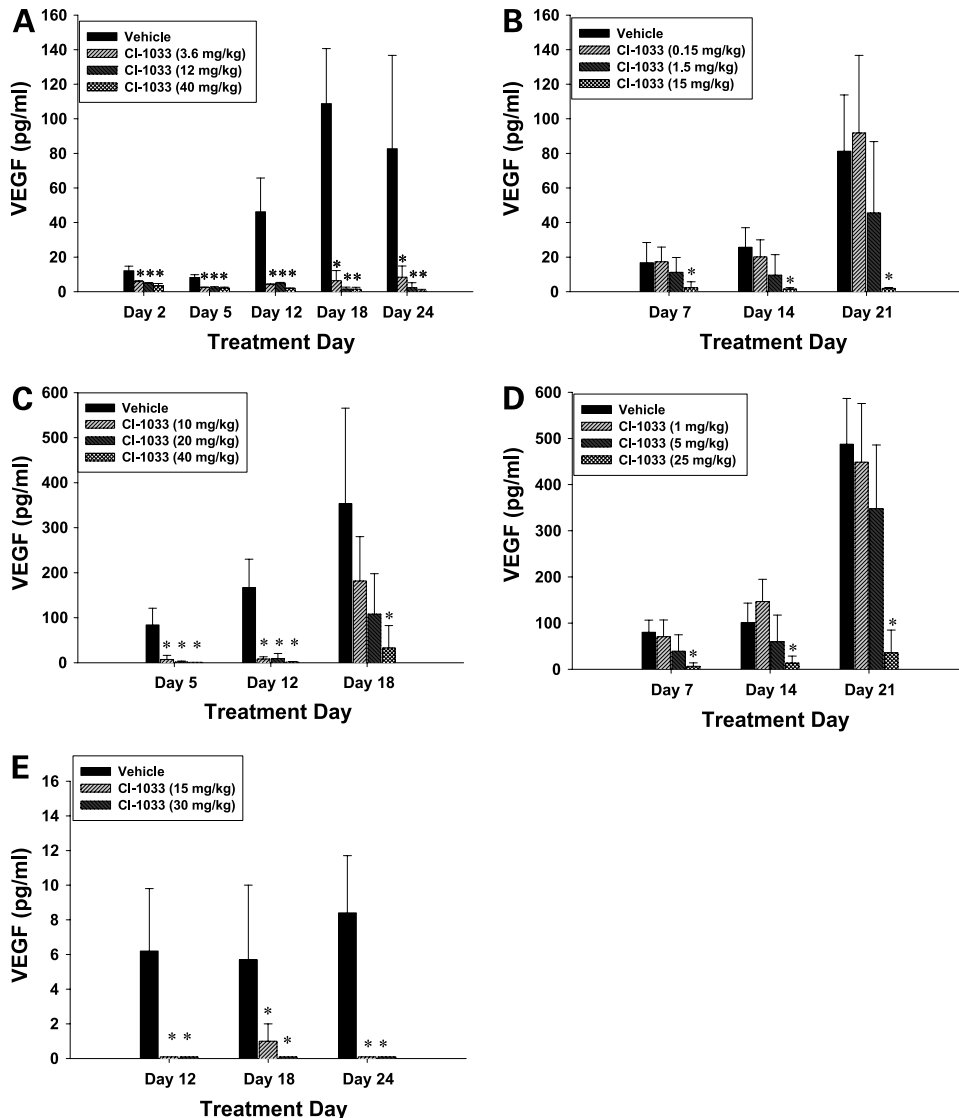 A
VEGF (pg/ml)
160
140
120
100
80
60
40
20
0
Vehicle
CI-1033 (3.6 mg/kg)
CI-1033 (12 mg/kg)
CI-1033 (40 mg/kg)
*** *** *** * ** * **
Day 2 Day 5 Day 12 Day 18 Day 24
Treatment Day
B
VEGF (pg/ml)
160
140
120
100
80
60
40
20
0
Vehicle
CI-1033 (0.15 mg/kg)
CI-1033 (1.5 mg/kg)
CI-1033 (15 mg/kg)
* * *
Day 7 Day 14 Day 21
Treatment Day
C
VEGF (pg/ml)
600
500
400
300
200
100
0
Vehicle
CI-1033 (10 mg/kg)
CI-1033 (20 mg/kg)
CI-1033 (40 mg/kg)
* * * * * * *
Day 5 Day 12 Day 18
Treatment Day
D
VEGF (pg/ml)
600
500
400
300
200
100
0
Vehicle
CI-1033 (1 mg/kg)
CI-1033 (5 mg/kg)
CI-1033 (25 mg/kg)
* * *
Day 7 Day 14 Day 21
Treatment Day
E
VEGF (pg/ml)
16
14
12
10
8
6
4
2
0
Vehicle
CI-1033 (15 mg/kg)
CI-1033 (30 mg/kg)
* * * * * *
Day 12 Day 18 Day 24
Treatment Day